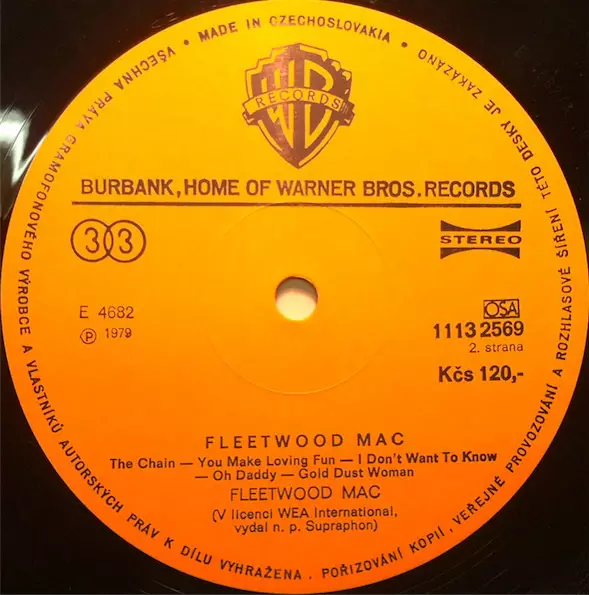 • MADE IN CZECHOSLOVAKIA •
VŠECHNA PRÁVA GRAMOFONOVÉHO VÝROBCE A VLASTNÍKŮ AUTORSKÝCH PRÁV K DÍLU VYHRAŽENA. POŘIZOVÁNÍ KOPIÍ, VEŘEJNÉ PROVOZOVÁNÍ A ROZHLASOVÉ ŠÍŘENÍ TÉTO DESKY JE ZAKÁZÁNO
WB
RECORDS
BURBANK, HOME OF WARNER BROS. RECORDS
33
STEREO
E 4682
Ⓟ 1979
OSA
1113 2569
2. strana
Kčs 120,-
FLEETWOOD MAC
The Chain — You Make Loving Fun — I Don't Want To Know
— Oh Daddy — Gold Dust Woman
FLEETWOOD MAC
(V licenci WEA International,
vydal n. p. Supraphon)